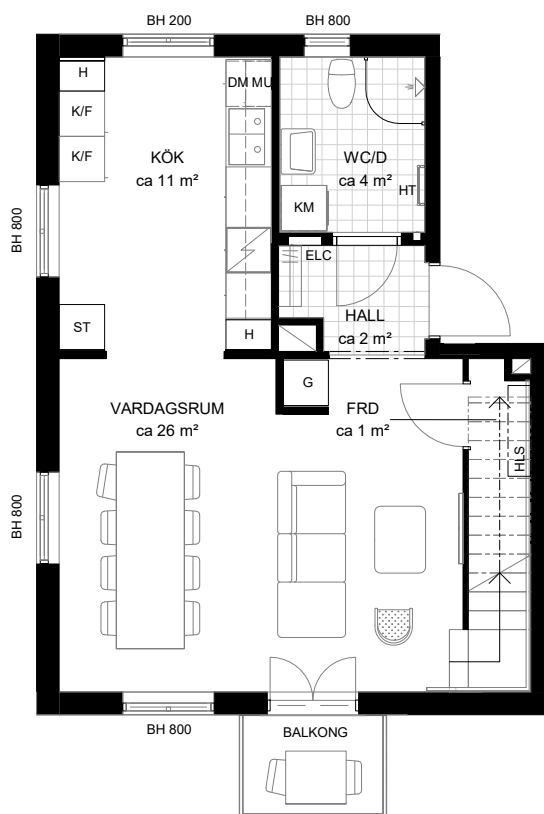 BH 200
BH 800
H
DM MU
K/F
K/F
KÖK
ca 11 m²
WC/D
ca 4 m²
HT
KM
BH 800
ELC
ST
HALL
ca 2 m²
H
G
VARDAGSRUM
ca 26 m²
FRD
ca 1 m²
HLS
BH 800
BH 800
BALKONG